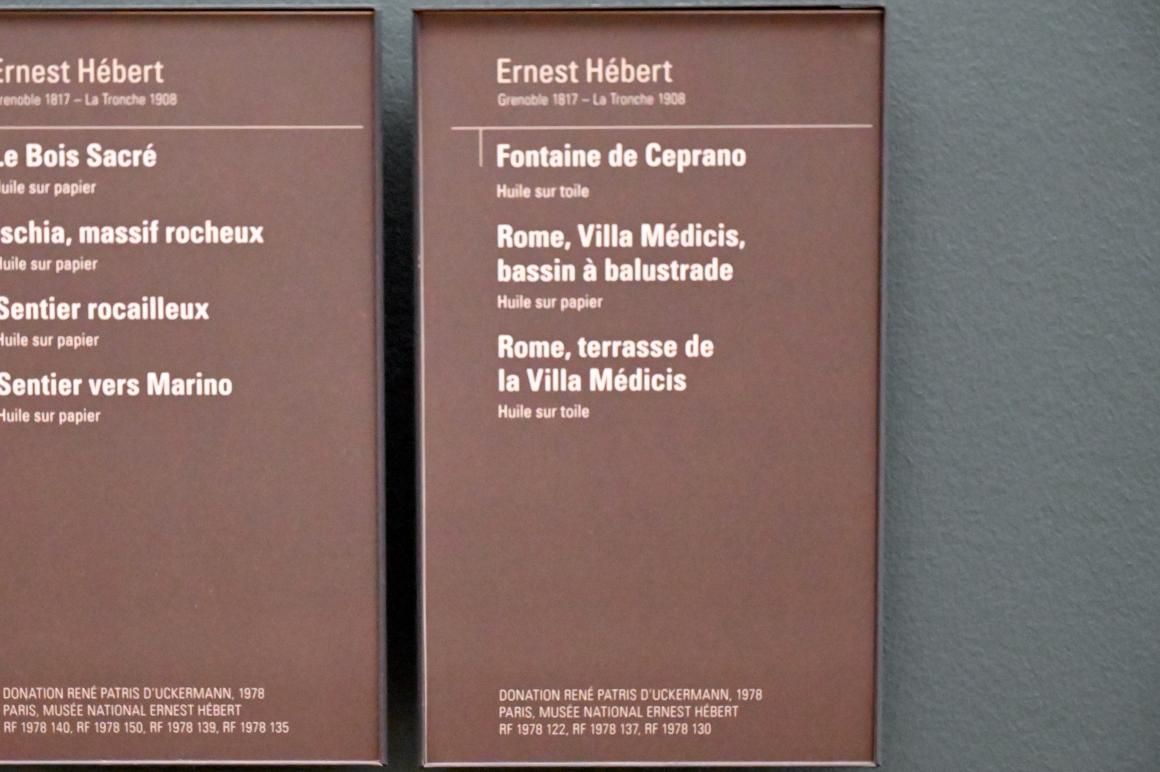 Ernest Hébert
Grenoble 1817 – La Tronche 1908
Le Bois Sacré
Huile sur papier
Ischia, massif rocheux
Huile sur papier
Sentier rocailleux
Huile sur papier
Sentier vers Marino
Huile sur papier
DONATION RENÉ PATRIS D'UCKERMANN, 1978
PARIS, MUSÉE NATIONAL ERNEST HÉBERT
RF 1978 140, RF 1978 150, RF 1978 139, RF 1978 135
Ernest Hébert
Grenoble 1817 – La Tronche 1908
Fontaine de Ceprano
Huile sur toile
Rome, Villa Médicis,
bassin à balustrade
Huile sur papier
Rome, terrasse de
la Villa Médicis
Huile sur toile
DONATION RENÉ PATRIS D'UCKERMANN, 1978
PARIS, MUSÉE NATIONAL ERNEST HÉBERT
RF 1978 122, RF 1978 137, RF 1978 130